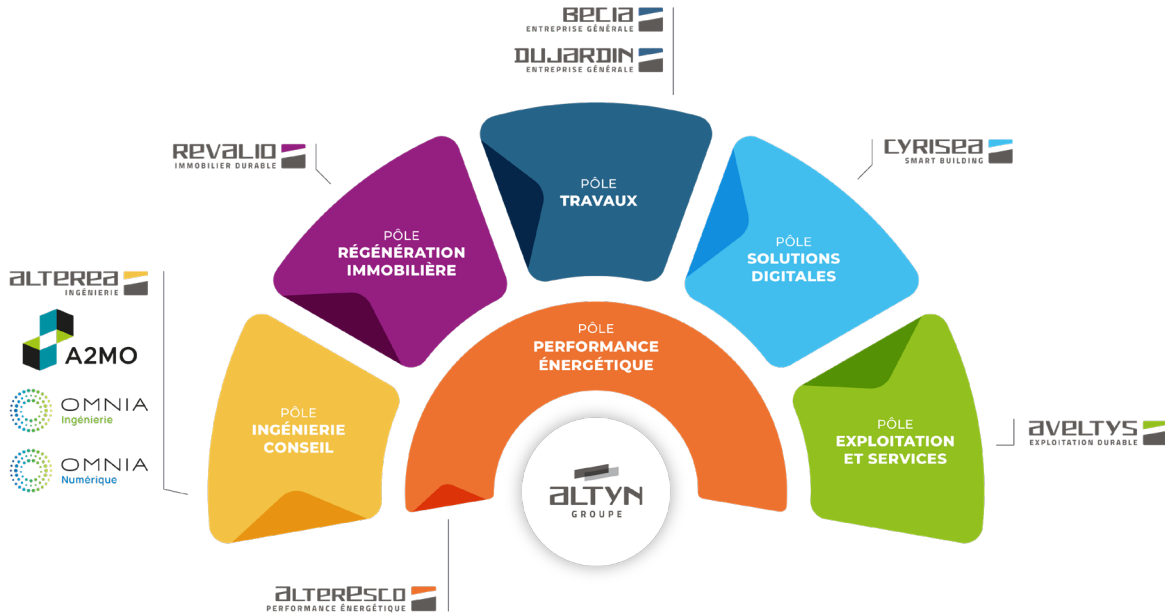 BECIA
ENTREPRISE GÉNÉRALE
DUJARDIN
ENTREPRISE GÉNÉRALE
REVALIO
IMMOBILIER DURABLE
CYRISEA
SMART BUILDING
PÔLE
TRAVAUX
PÔLE
RÉGÉNÉRATION
IMMOBILIÈRE
PÔLE
SOLUTIONS
DIGITALES
ALTEREA
INGÉNIERIE
A2MO
OMNIA
Ingénierie
OMNIA
Numérique
PÔLE
INGÉNIERIE
CONSEIL
PÔLE
PERFORMANCE
ÉNERGÉTIQUE
PÔLE
EXPLOITATION
ET SERVICES
AVELTYS
EXPLOITATION DURABLE
ALTYN
GROUPE
ALTERESCO
PERFORMANCE ÉNERGÉTIQUE